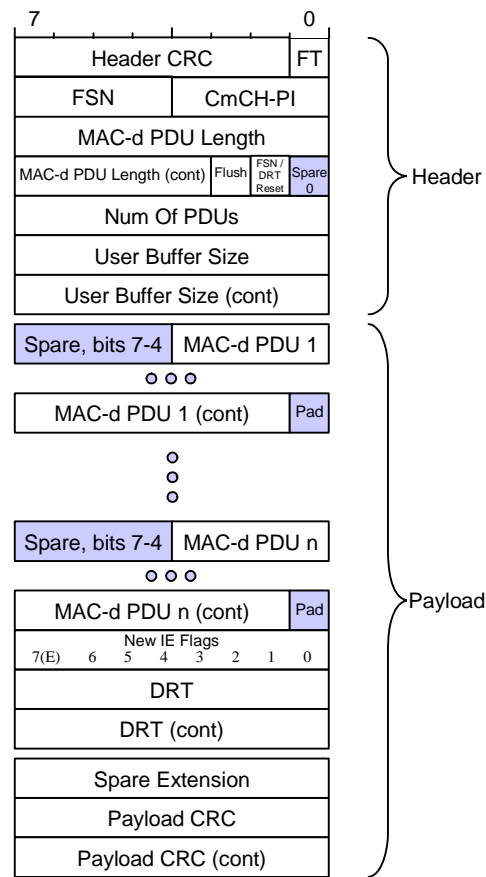 7 0
Header CRC FT
FSN CmCH-PI
MAC-d PDU Length
MAC-d PDU Length (cont) Flush FSN / DRT Reset Spare 0
Num Of PDUs
User Buffer Size
User Buffer Size (cont)
Header
Spare, bits 7-4 MAC-d PDU 1
MAC-d PDU 1 (cont) Pad
Spare, bits 7-4 MAC-d PDU n
MAC-d PDU n (cont) Pad
Payload
New IE Flags
7(E) 6 5 4 3 2 1 0
DRT
DRT (cont)
Spare Extension
Payload CRC
Payload CRC (cont)